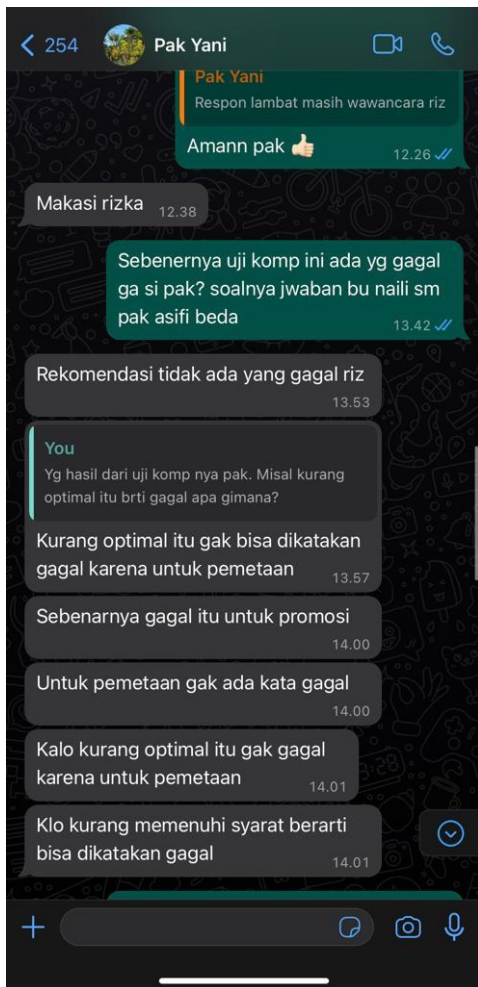 254
Pak Yani
Pak Yani
Respon lambat masih wawancara riz
Amann pak 👍🏻
12.26
Makasi rizka
12.38
Sebenernya uji komp ini ada yg gagal
ga si pak? soalnya jwaban bu naili sm
pak asifi beda
13.42
Rekomendasi tidak ada yang gagal riz
13.53
You
Yg hasil dari uji komp nya pak. Misal kurang
optimal itu brti gagal apa gimana?
Kurang optimal itu gak bisa dikatakan
gagal karena untuk pemetaan
13.57
Sebenarnya gagal itu untuk promosi
14.00
Untuk pemetaan gak ada kata gagal
14.00
Kalo kurang optimal itu gak gagal
karena untuk pemetaan
14.01
Klo kurang memenuhi syarat berarti
bisa dikatakan gagal
14.01